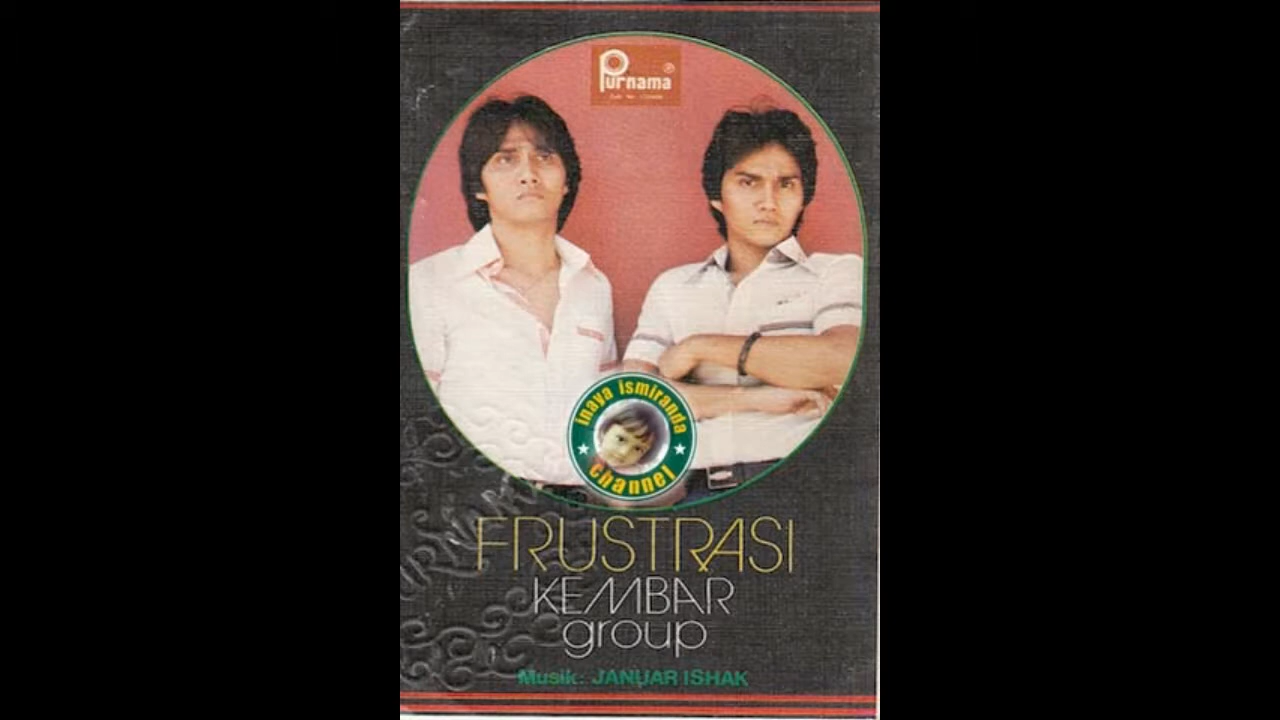 Purnama
inaya ismiranda
channel
FRUSTRASI
KEMBAR
group
Musik: JANUAR ISHAK